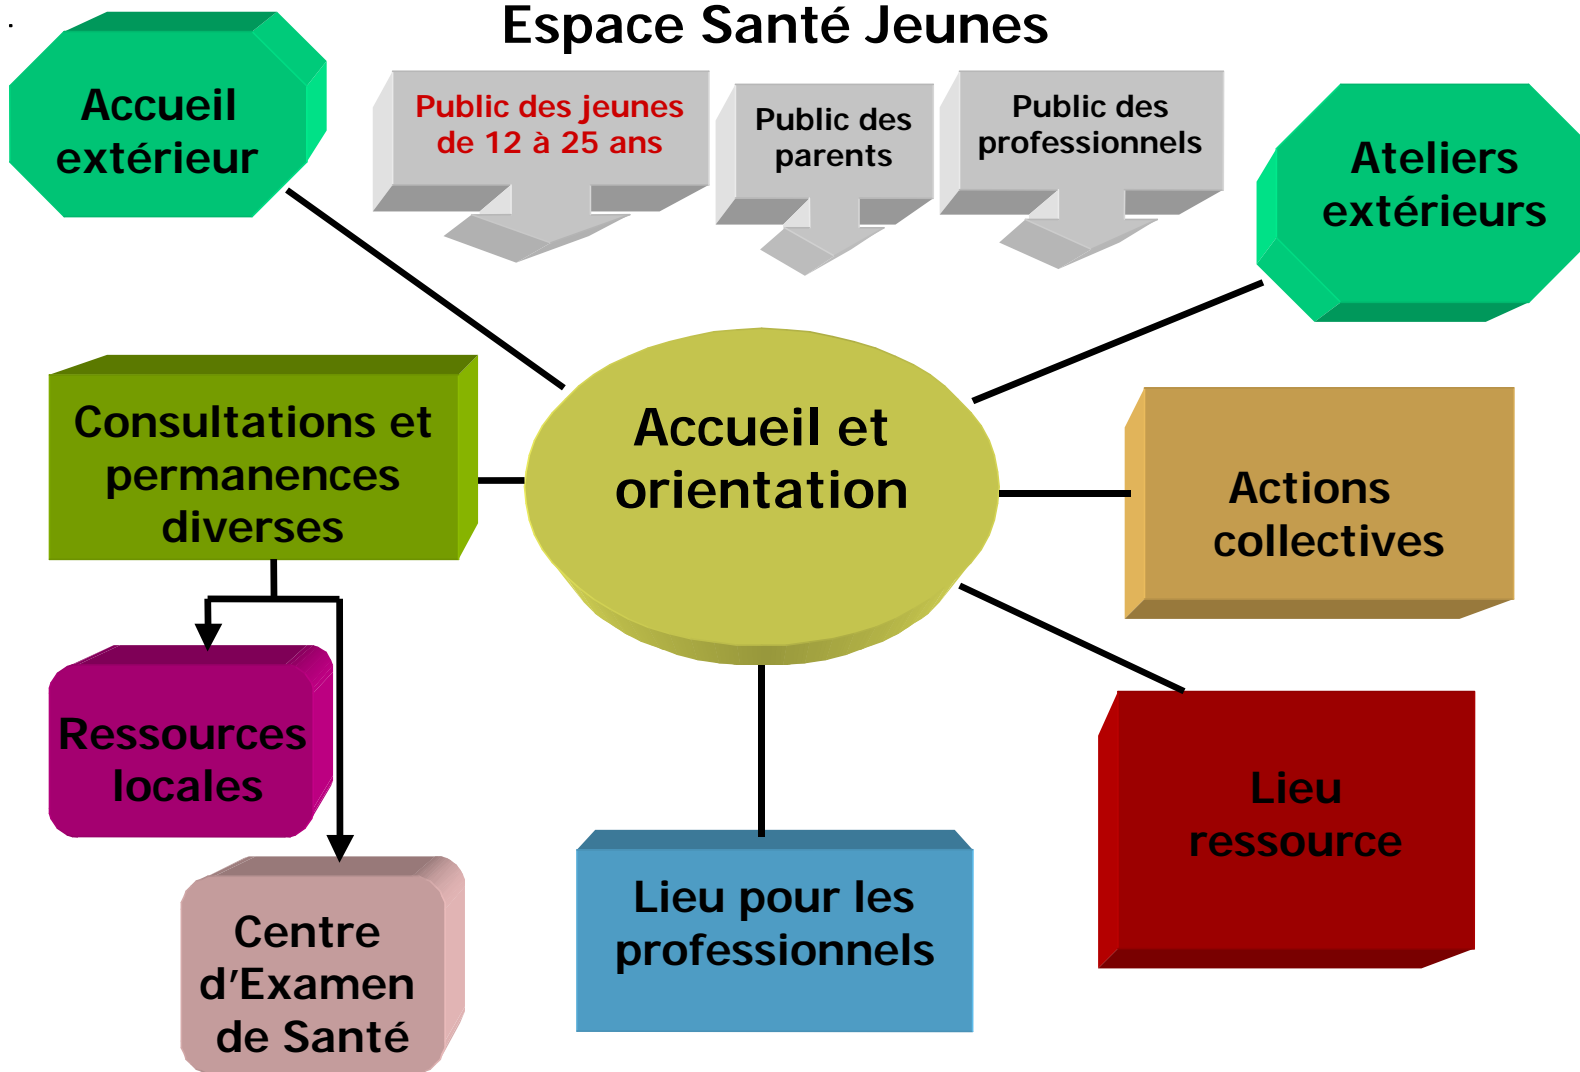 Espace Santé Jeunes
Accueil
extérieur
Public des jeunes
de 12 à 25 ans
Public des
parents
Public des
professionnels
Ateliers
extérieurs
Consultations et
permanences
diverses
Accueil et
orientation
Actions
collectives
Ressources
locales
Lieu
ressource
Centre
d'Examen
de Santé
Lieu pour les
professionnels